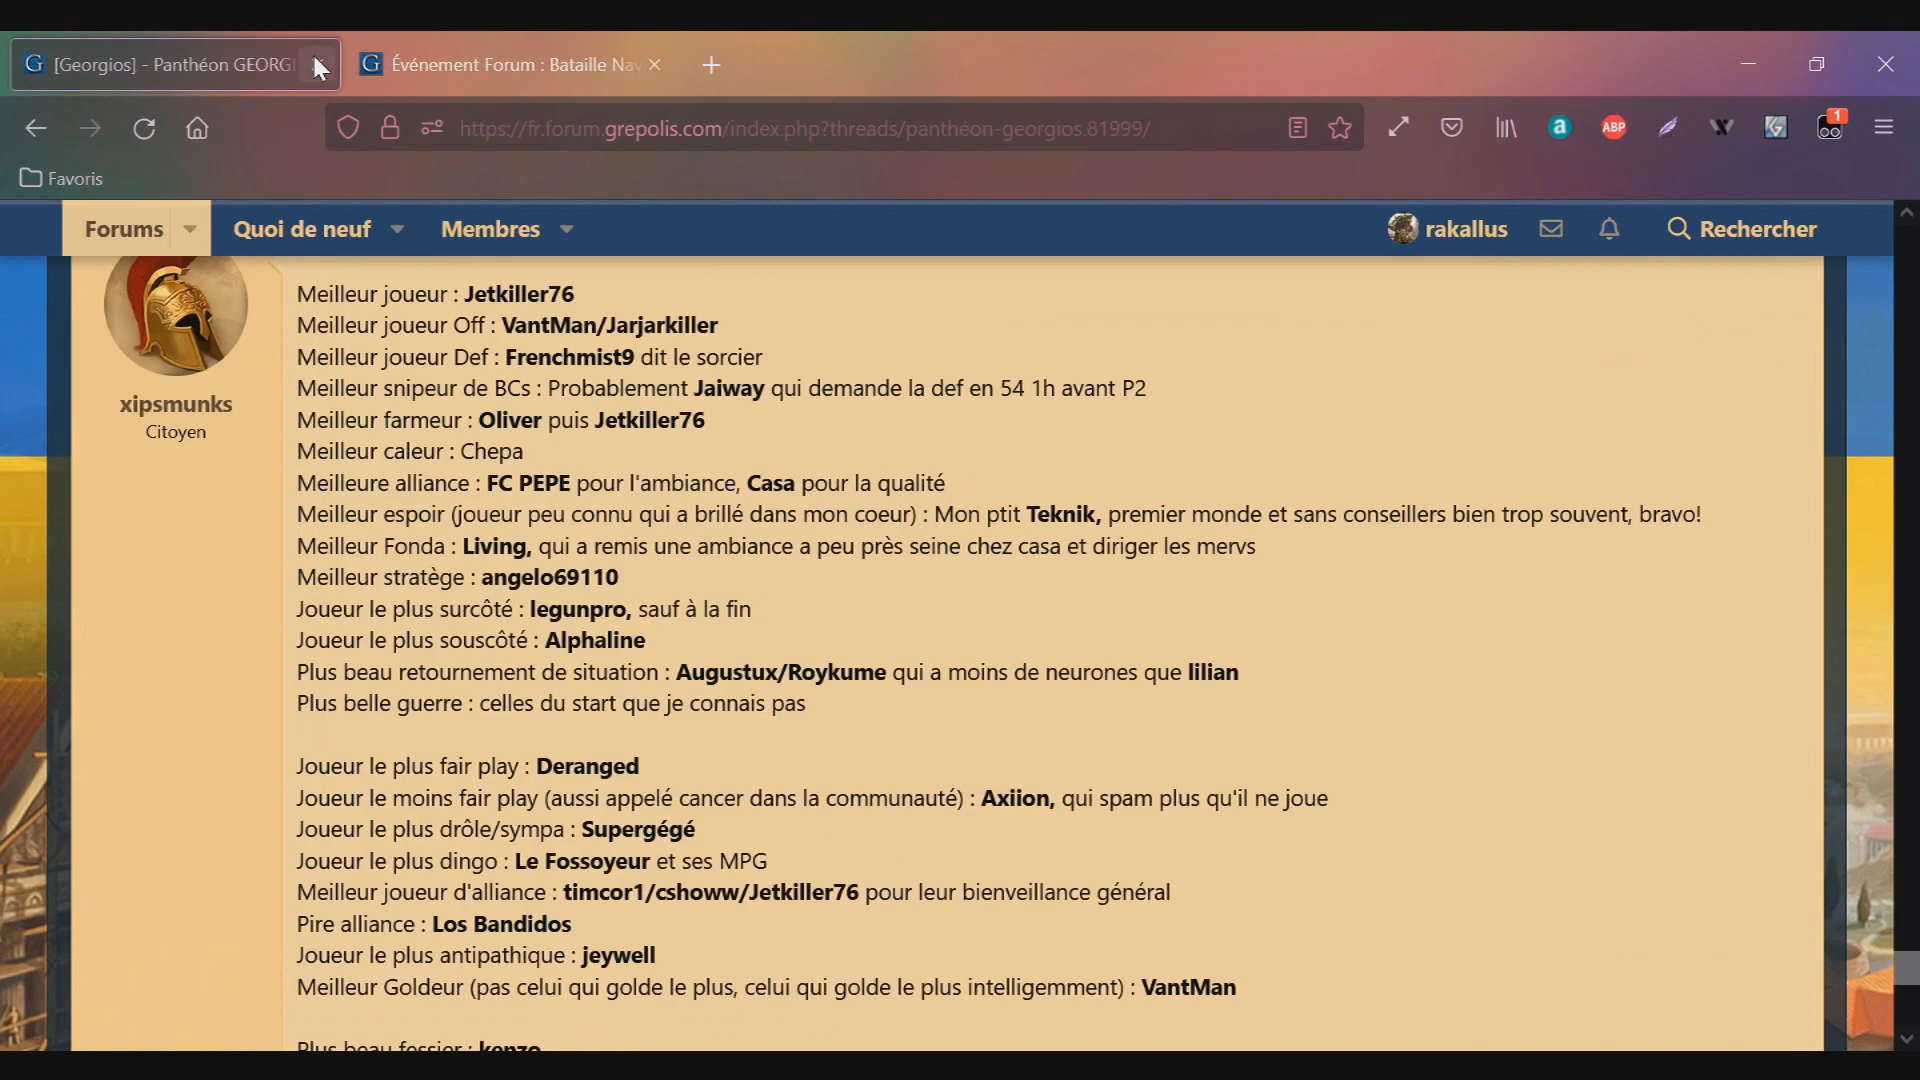 [Georgios] - Panthéon GEORGI
Événement Forum : Bataille Nav
https://fr.forum.grepolis.com/index.php?threads/panthéon-georgios.81999/
ABP
1
Favoris
Forums
Quoi de neuf
Membres
rakallus
Rechercher
xipsmunks
Citoyen
Meilleur joueur : Jetkiller76
Meilleur joueur Off : VantMan/Jarjarkiller
Meilleur joueur Def : Frenchmist9 dit le sorcier
Meilleur snipeur de BCs : Probablement Jaiway qui demande la def en 54 1h avant P2
Meilleur farmeur : Oliver puis Jetkiller76
Meilleur caleur : Chepa
Meilleure alliance : FC PEPE pour l'ambiance, Casa pour la qualité
Meilleur espoir (joueur peu connu qui a brillé dans mon coeur) : Mon ptit Teknik, premier monde et sans conseillers bien trop souvent, bravo!
Meilleur Fonda : Living, qui a remis une ambiance a peu près seine chez casa et diriger les mervs
Meilleur stratège : angelo69110
Joueur le plus surcôté : legunpro, sauf à la fin
Joueur le plus souscôté : Alphaline
Plus beau retournement de situation : Augustux/Roykume qui a moins de neurones que lilian
Plus belle guerre : celles du start que je connais pas
Joueur le plus fair play : Deranged
Joueur le moins fair play (aussi appelé cancer dans la communauté) : Axiion, qui spam plus qu'il ne joue
Joueur le plus drôle/sympa : Supergégé
Joueur le plus dingo : Le Fossoyeur et ses MPG
Meilleur joueur d'alliance : timcor1/cshoww/Jetkiller76 pour leur bienveillance général
Pire alliance : Los Bandidos
Joueur le plus antipathique : jeywell
Meilleur Goldeur (pas celui qui golde le plus, celui qui golde le plus intelligemment) : VantMan
Plus beau fessier : kenzo